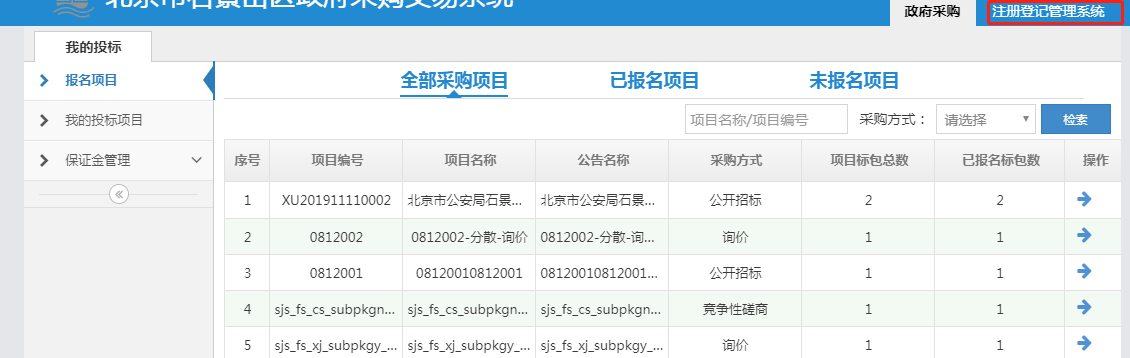 北京市石景山区政府采购交易系统
政府采购 注册登记管理系统
我的投标
报名项目
我的投标项目
保证金管理
全部采购项目 已报名项目 未报名项目
项目名称/项目编号 采购方式： 请选择 检索
序号 项目编号 项目名称 公告名称 采购方式 项目标包总数 已报名标包数 操作
1 XU201911110002 北京市公安局石景... 北京市公安局石景... 公开招标 2 2
2 0812002 0812002-分散-询价 0812002-分散-询... 询价 1 1
3 0812001 08120010812001 08120010812001... 公开招标 1 1
4 sjs_fs_cs_subpkgn... sjs_fs_cs_subpkgn... sjs_fs_cs_subpkgn... 竞争性磋商 1 1
5 sjs_fs_xj_subpkgy_... sjs_fs_xj_subpkgy_... sjs_fs_xj_subpkgy_... 询价 1 1